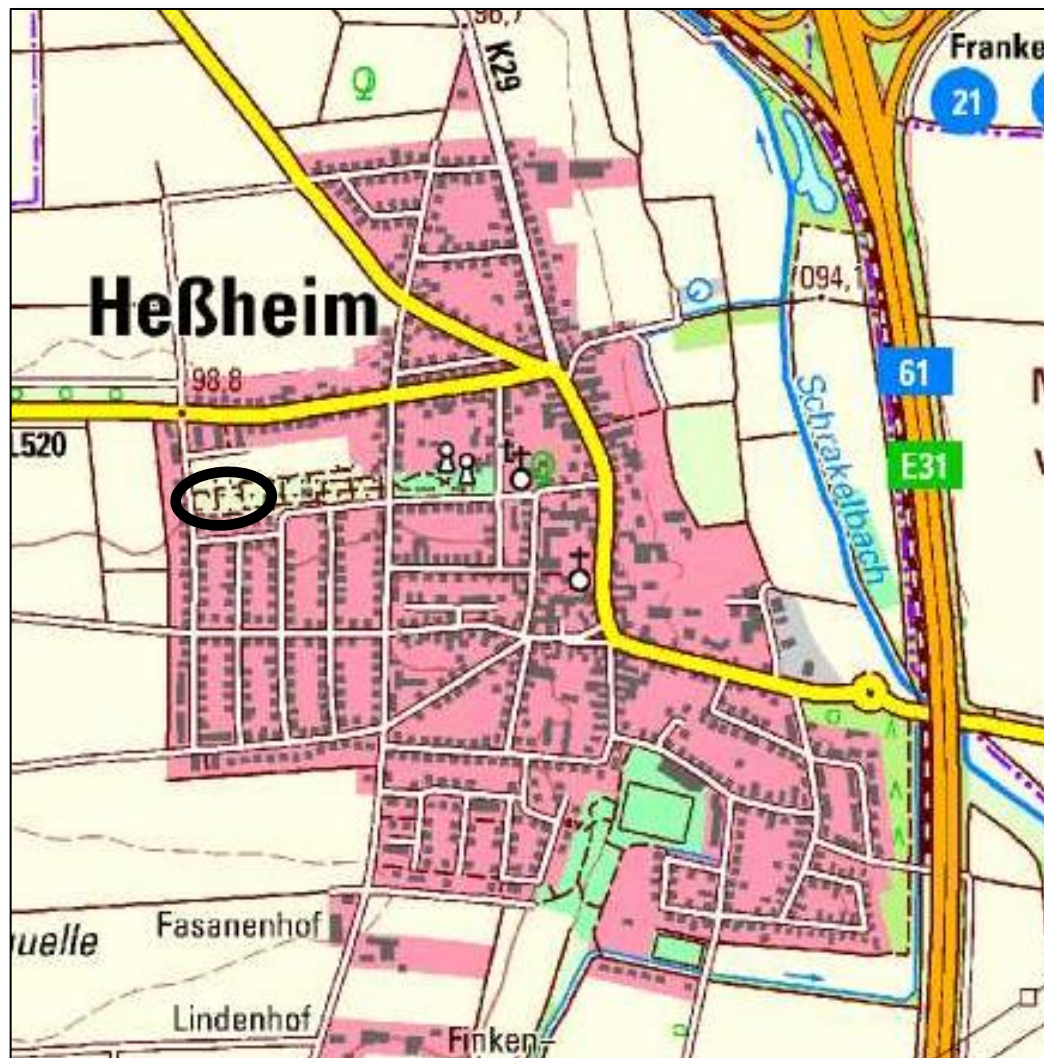 98,7
K29
Franke
21
Heßheim
094,1
98.8
61
L520
E31
Schrakelbach
Fasanenhof
uelle
Lindenhof
Finken-